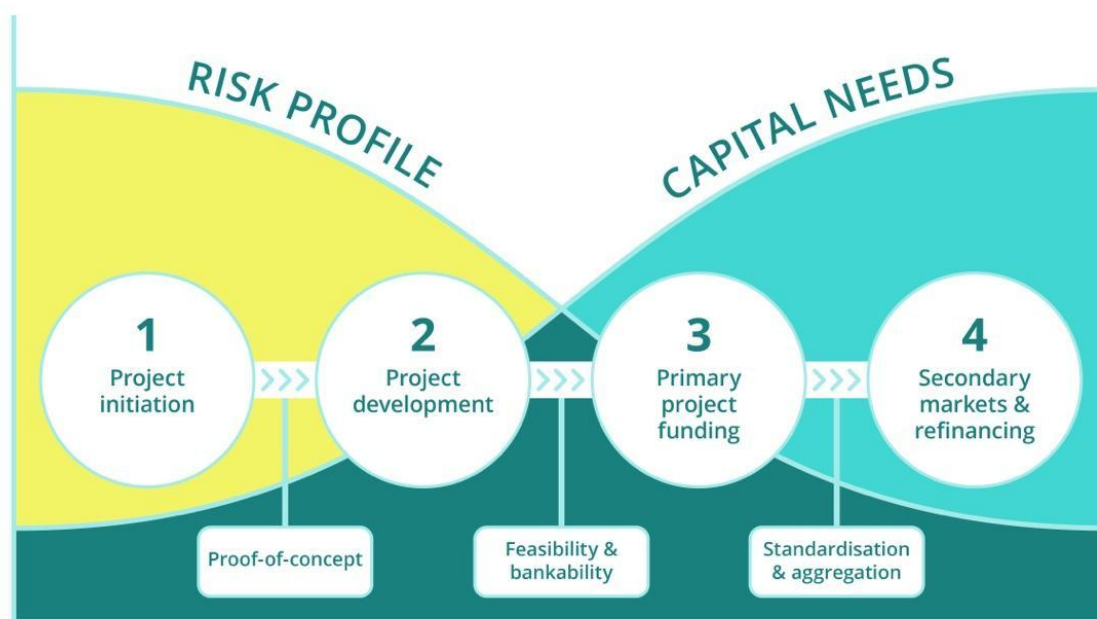 RISK PROFILE
CAPITAL NEEDS
1
Project
initiation
2
Project
development
3
Primary
project
funding
4
Secondary
markets &
refinancing
Proof-of-concept
Feasibility &
bankability
Standardisation
& aggregation